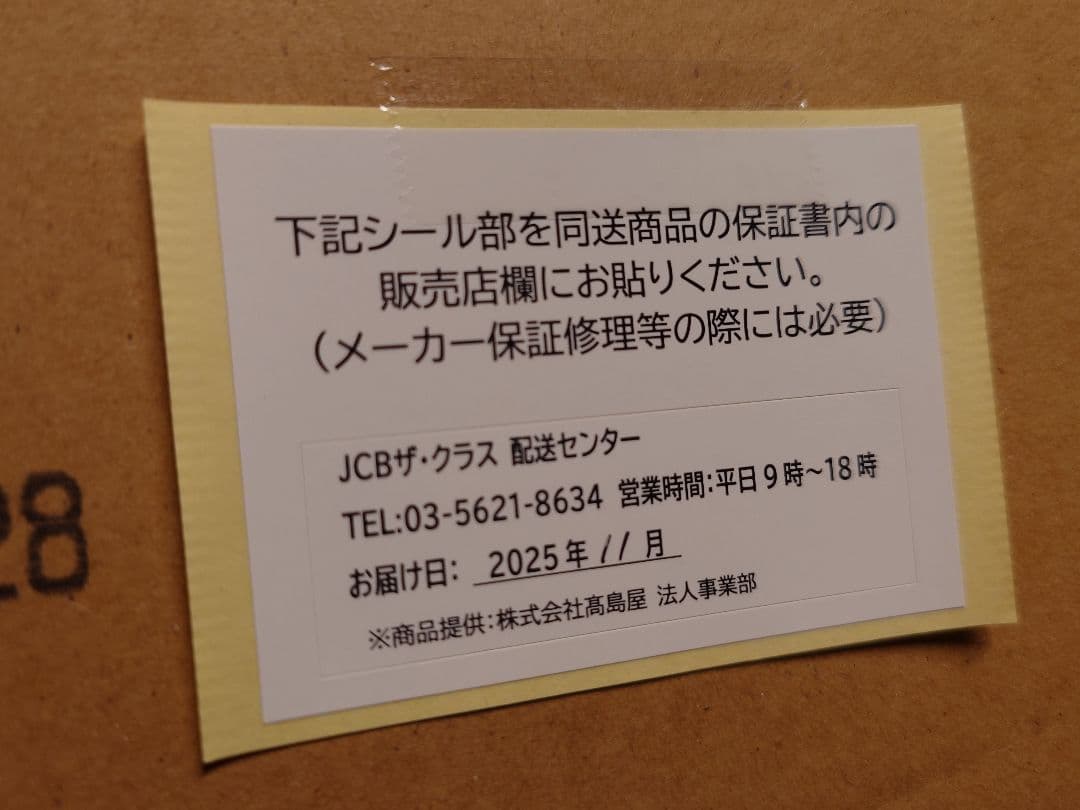 下記シール部を同送商品の保証書内の
販売店欄にお貼りください。
（メーカー保証修理等の際には必要）
JCBザ・クラス 配送センター
TEL:03-5621-8634 営業時間:平日9時～18時
お届け日: 2025年 11 月
※商品提供:株式会社髙島屋 法人事業部
28